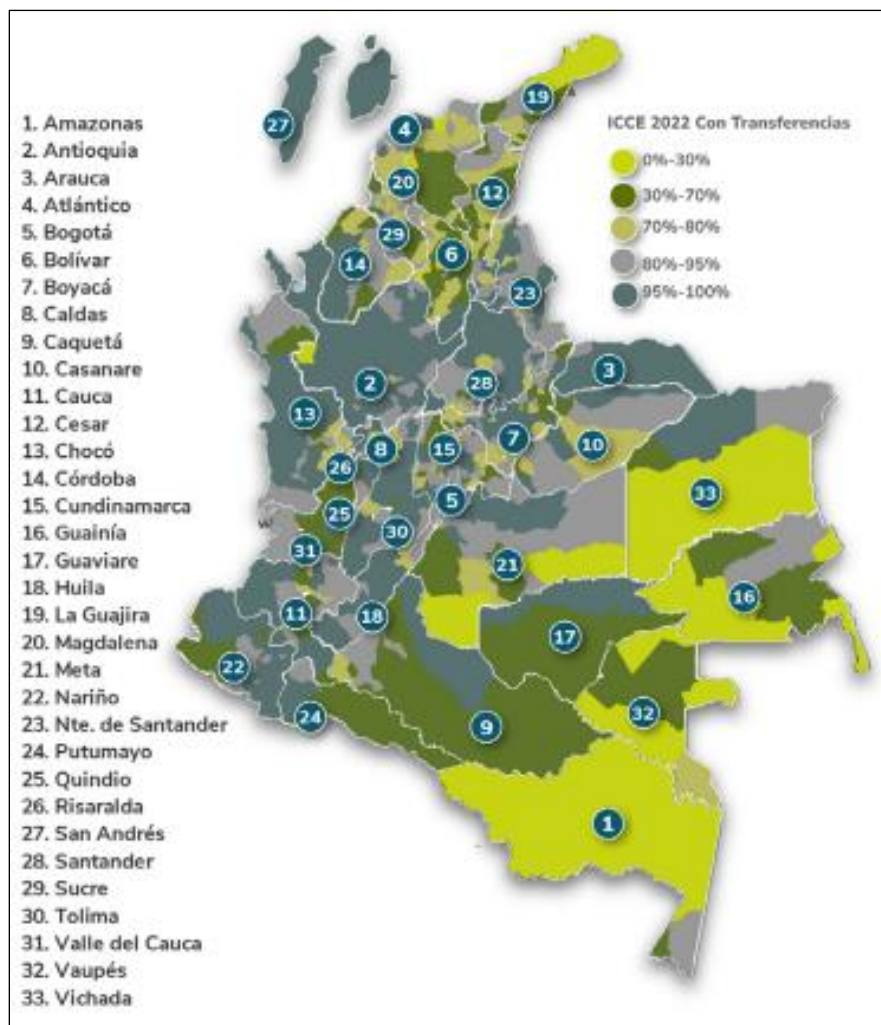 1. Amazonas
2. Antioquia
3. Arauca
4. Atlántico
5. Bogotá
6. Bolívar
7. Boyacá
8. Caldas
9. Caquetá
10. Casanare
11. Cauca
12. Cesar
13. Chocó
14. Córdoba
15. Cundinamarca
16. Guainía
17. Guaviare
18. Huila
19. La Guajira
20. Magdalena
21. Meta
22. Nariño
23. Nte. de Santander
24. Putumayo
25. Quindio
26. Risaralda
27. San Andrés
28. Santander
29. Sucre
30. Tolima
31. Valle del Cauca
32. Vaupés
33. Vichada
ICCE 2022 Con Transferencias
0%-30%
30%-70%
70%-80%
80%-95%
95%-100%
19
27
4
20
12
29
6
14
23
3
2
28
13
7
8
15
10
26
33
5
25
30
31
21
16
11
18
17
22
24
9
32
1